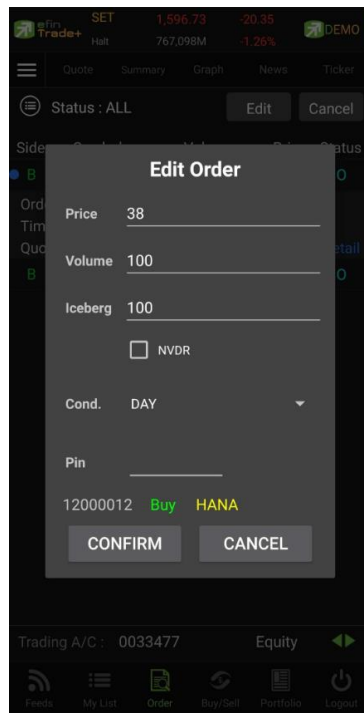 efin Trade+ SET 1,596.73 -20.35 DEMO
Halt 767,098M -1.26%
Quote Summary Graph News Ticker
Status : ALL Edit Cancel
Side Status
B O
Edit Order
Price 38
Volume 100
Iceberg 100
NVDR
Cond. DAY
Pin
B O
12000012 Buy HANA
CONFIRM CANCEL
Trading A/C : 0033477 Equity
Feeds My List Order Buy/Sell Portfolio Logout